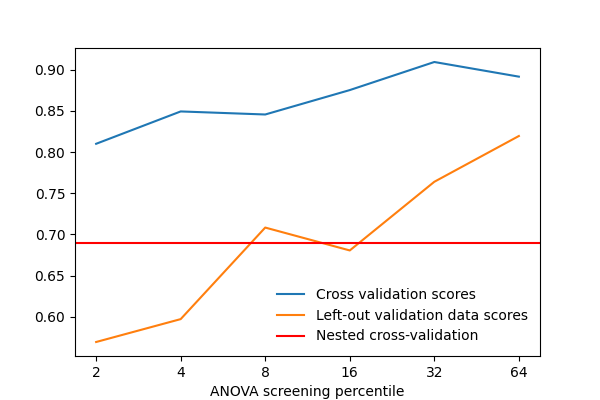 0.90
0.85
0.80
0.75
0.70
0.65
0.60
Cross validation scores
Left-out validation data scores
Nested cross-validation
2 4 8 16 32 64
ANOVA screening percentile